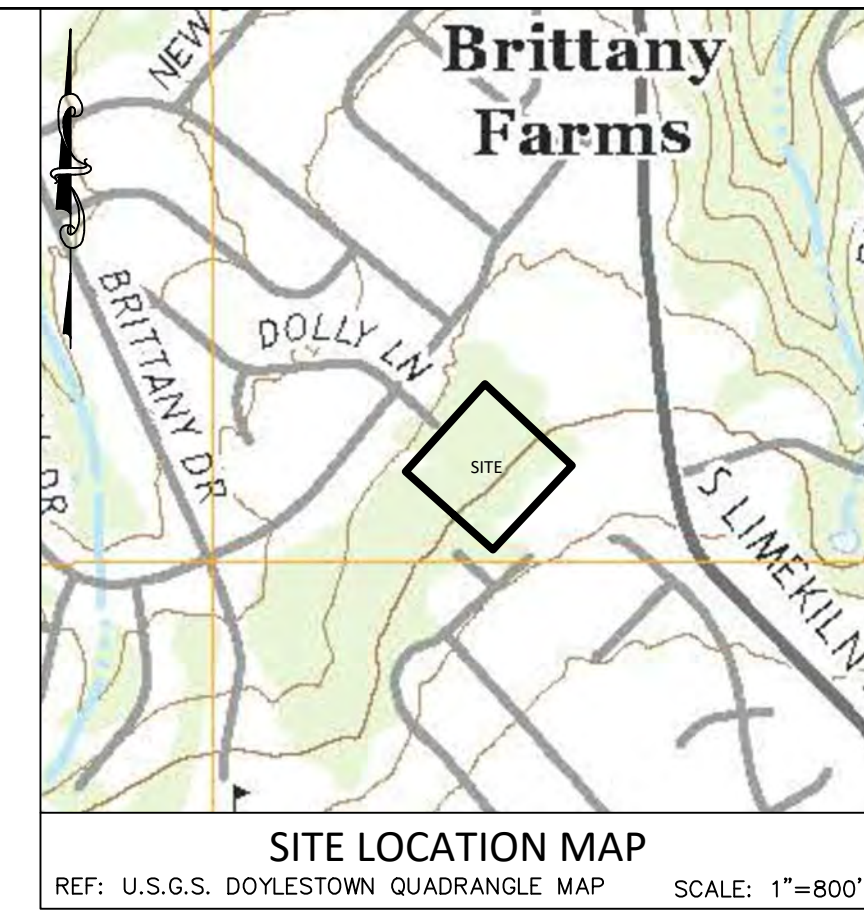 NEW
Brittany
Farms
DOLLY LN
BRITTANY DR
DR
SITE
S LIMEKILN
SITE LOCATION MAP
REF: U.S.G.S. DOYLESTOWN QUADRANGLE MAP
SCALE: 1"=800'